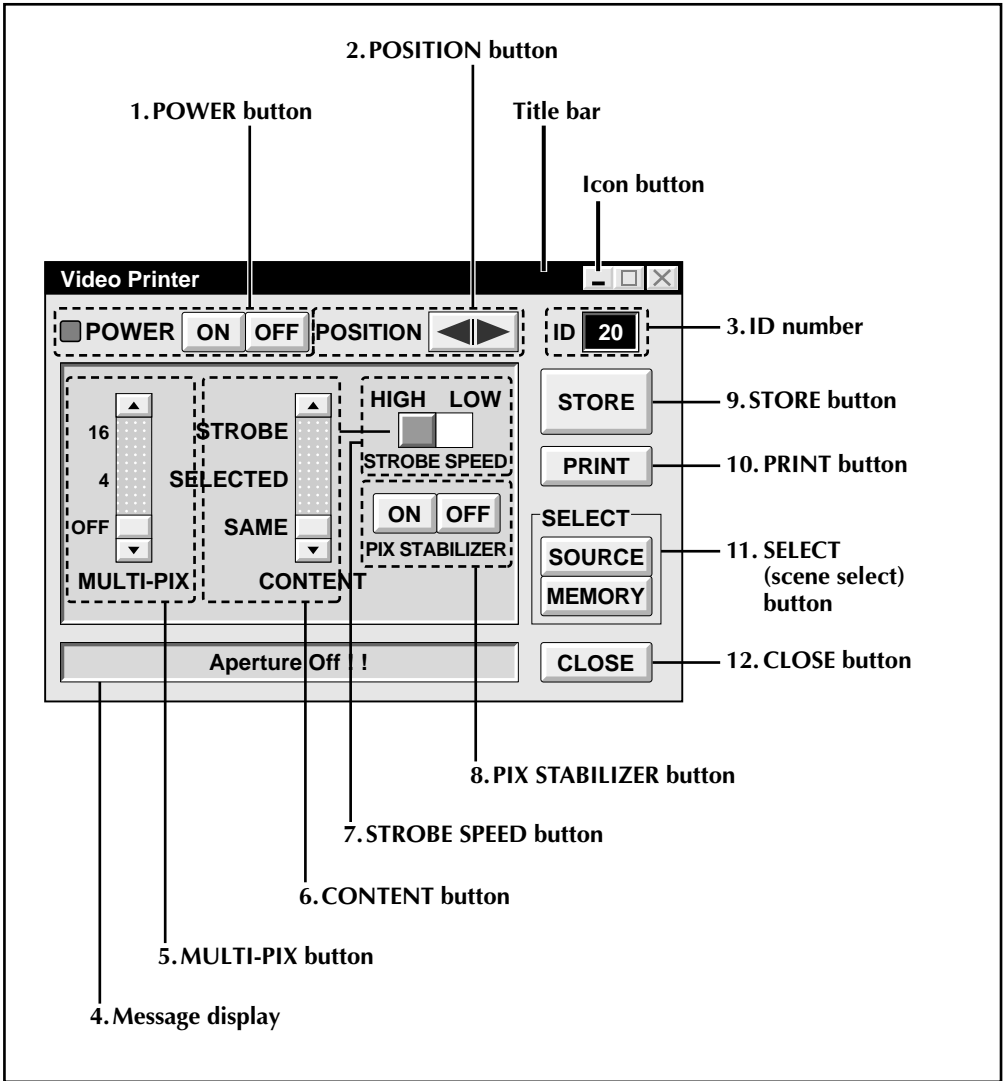 2. POSITION button
1. POWER button
Title bar
Icon button
Video Printer
POWER ON OFF POSITION ID 20
3. ID number
HIGH LOW
STORE
9. STORE button
16 STROBE
STROBE SPEED
PRINT
10. PRINT button
4 SELECTED
ON OFF
SELECT
OFF SAME
PIX STABILIZER
SOURCE
11. SELECT
(scene select)
button
MULTI-PIX CONTENT
MEMORY
Aperture Off ! !
CLOSE
12. CLOSE button
8. PIX STABILIZER button
7. STROBE SPEED button
6. CONTENT button
5. MULTI-PIX button
4. Message display